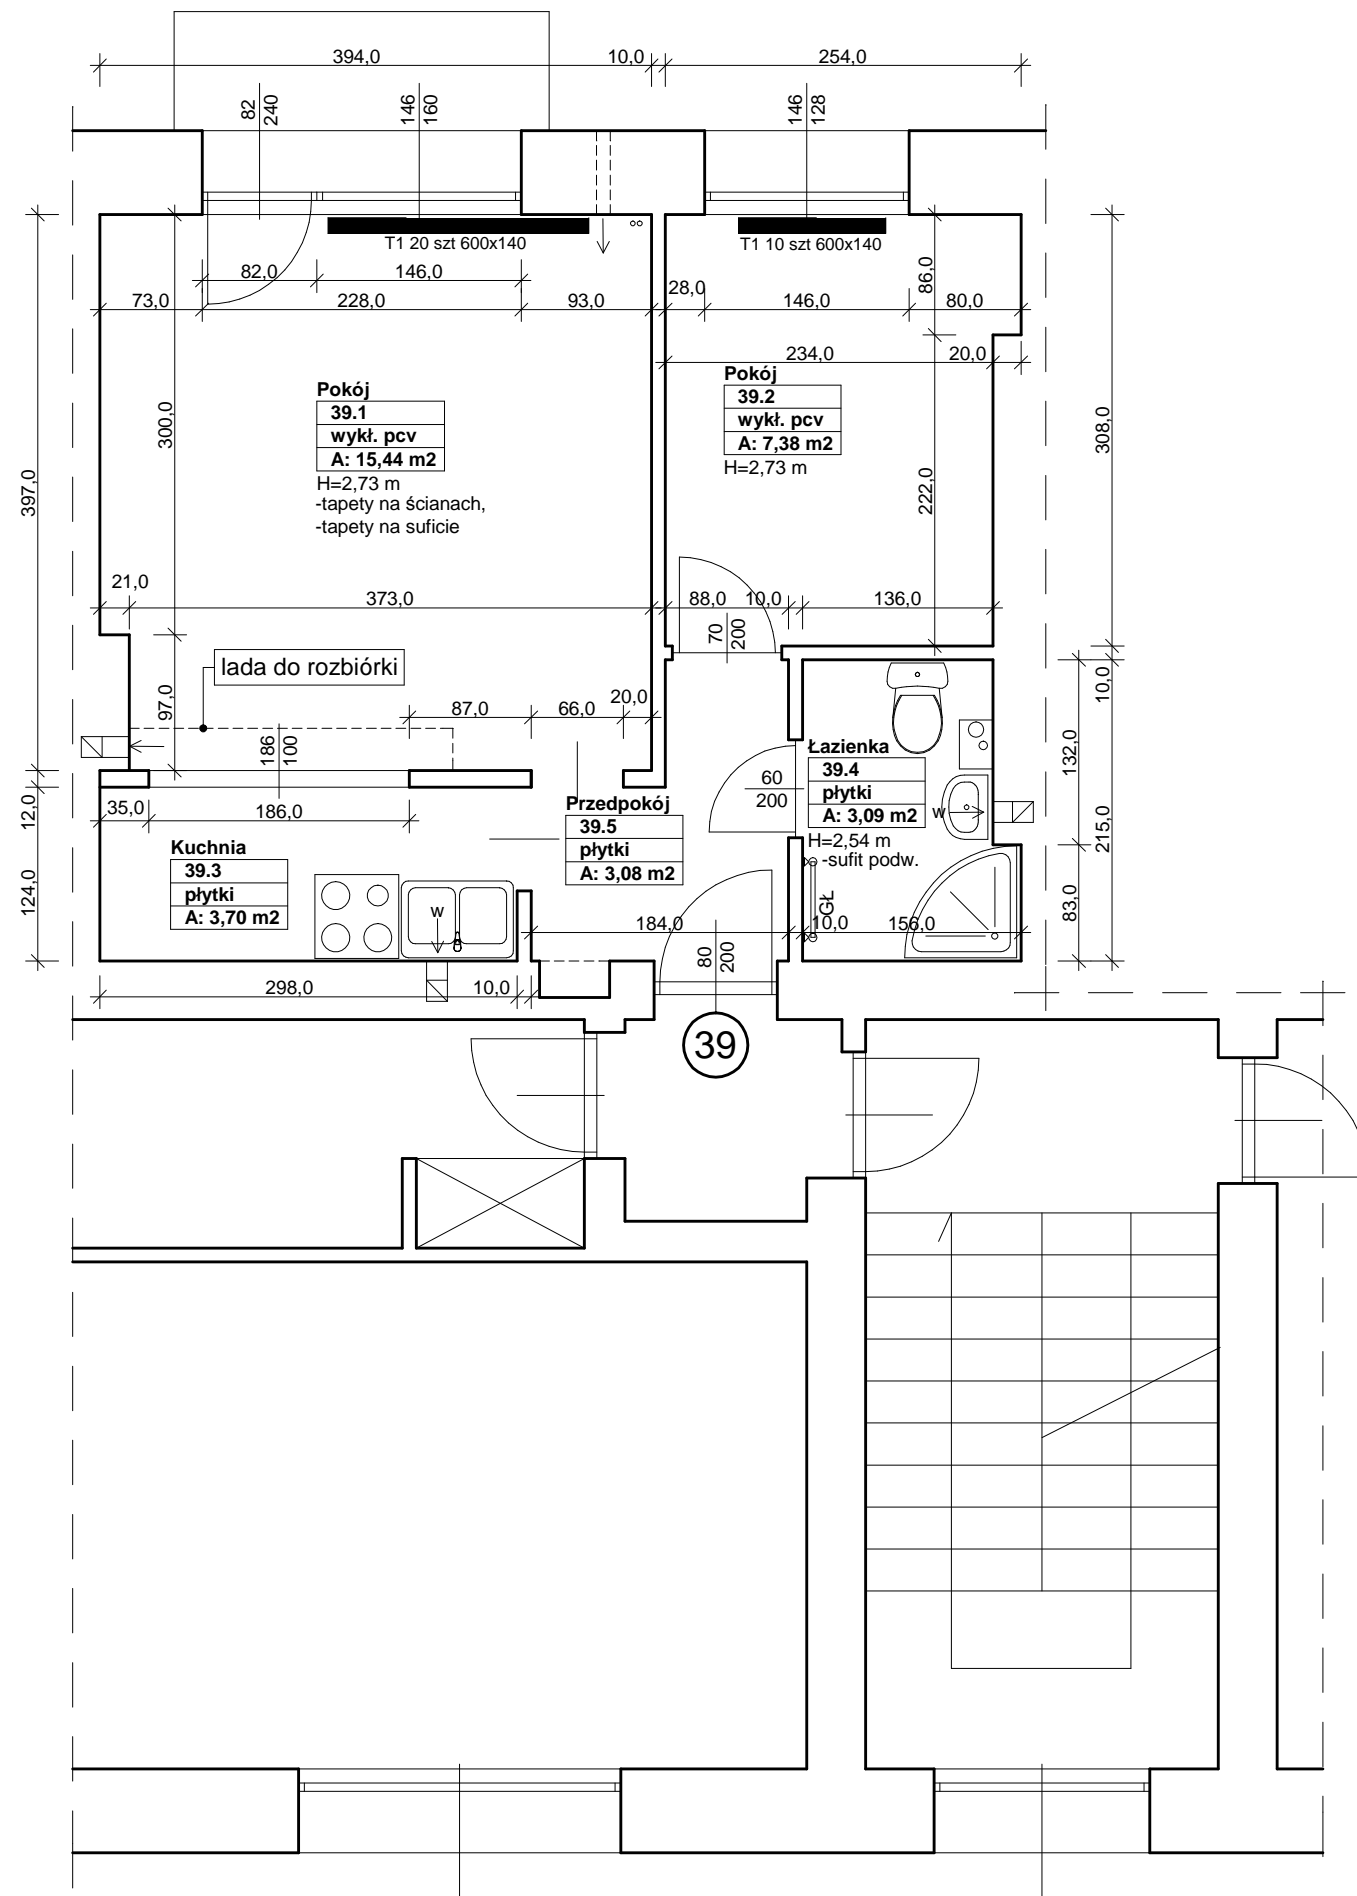 394,0
10,0
254,0
82
240
146
160
146
128
T1 20 szt 600x140
T1 10 szt 600x140
82,0
146,0
73,0
228,0
93,0
28,0
146,0
80,0
86,0
234,0
20,0
Pokój
39.1
wykł. pcv
A: 15,44 m2
H=2,73 m
-tapety na ścianach,
-tapety na suficie
Pokój
39.2
wykł. pcv
A: 7,38 m2
H=2,73 m
300,0
397,0
222,0
308,0
21,0
373,0
88,0
10,0
136,0
70
200
lada do rozbiórki
97,0
87,0
66,0
20,0
186
100
10,0
132,0
35,0
186,0
12,0
60
200
Łazienka
39.4
płytki
A: 3,09 m2
H=2,54 m
-sufit podw.
w
215,0
Przedpokój
39.5
płytki
A: 3,08 m2
Kuchnia
39.3
płytki
A: 3,70 m2
w
GŁ
124,0
83,0
184,0
10,0
156,0
80
200
298,0
10,0
39